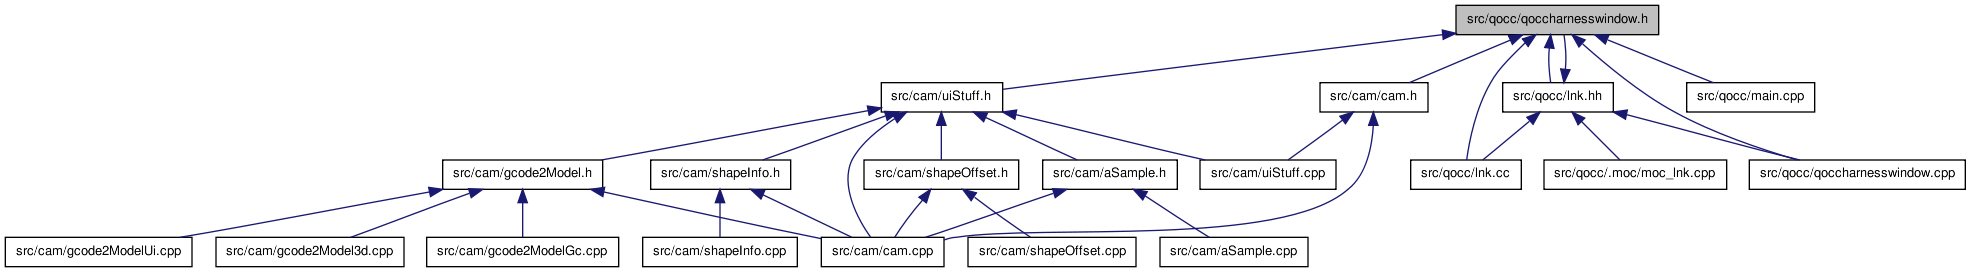 src/qocc/qoccharnesswindow.h
src/cam/uiStuff.h
src/cam/cam.h
src/qocc/lnk.hh
src/qocc/main.cpp
src/cam/gcode2Model.h
src/cam/shapeInfo.h
src/cam/shapeOffset.h
src/cam/aSample.h
src/cam/uiStuff.cpp
src/qocc/lnk.cc
src/qocc/.moc/moc_lnk.cpp
src/qocc/qoccharnesswindow.cpp
src/cam/gcode2ModelUi.cpp
src/cam/gcode2Model3d.cpp
src/cam/gcode2ModelGc.cpp
src/cam/shapeInfo.cpp
src/cam/cam.cpp
src/cam/shapeOffset.cpp
src/cam/aSample.cpp